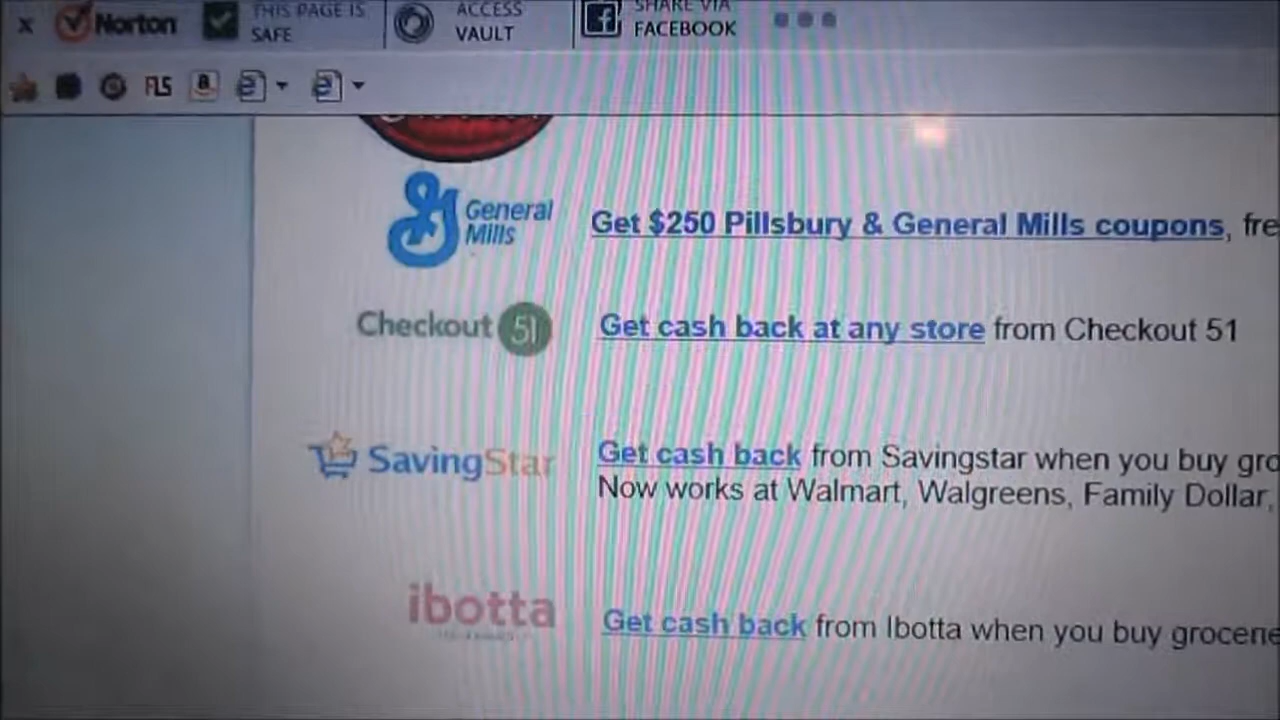 x Norton THIS PAGE IS SAFE ACCESS VAULT SHARE VIA FACEBOOK
FLS a
General Mills Get $250 Pillsbury & General Mills coupons, fre
Checkout 51 Get cash back at any store from Checkout 51
SavingStar Get cash back from Savingstar when you buy gro
Now works at Walmart, Walgreens, Family Dollar,
ibotta Get cash back from Ibotta when you buy grocerie